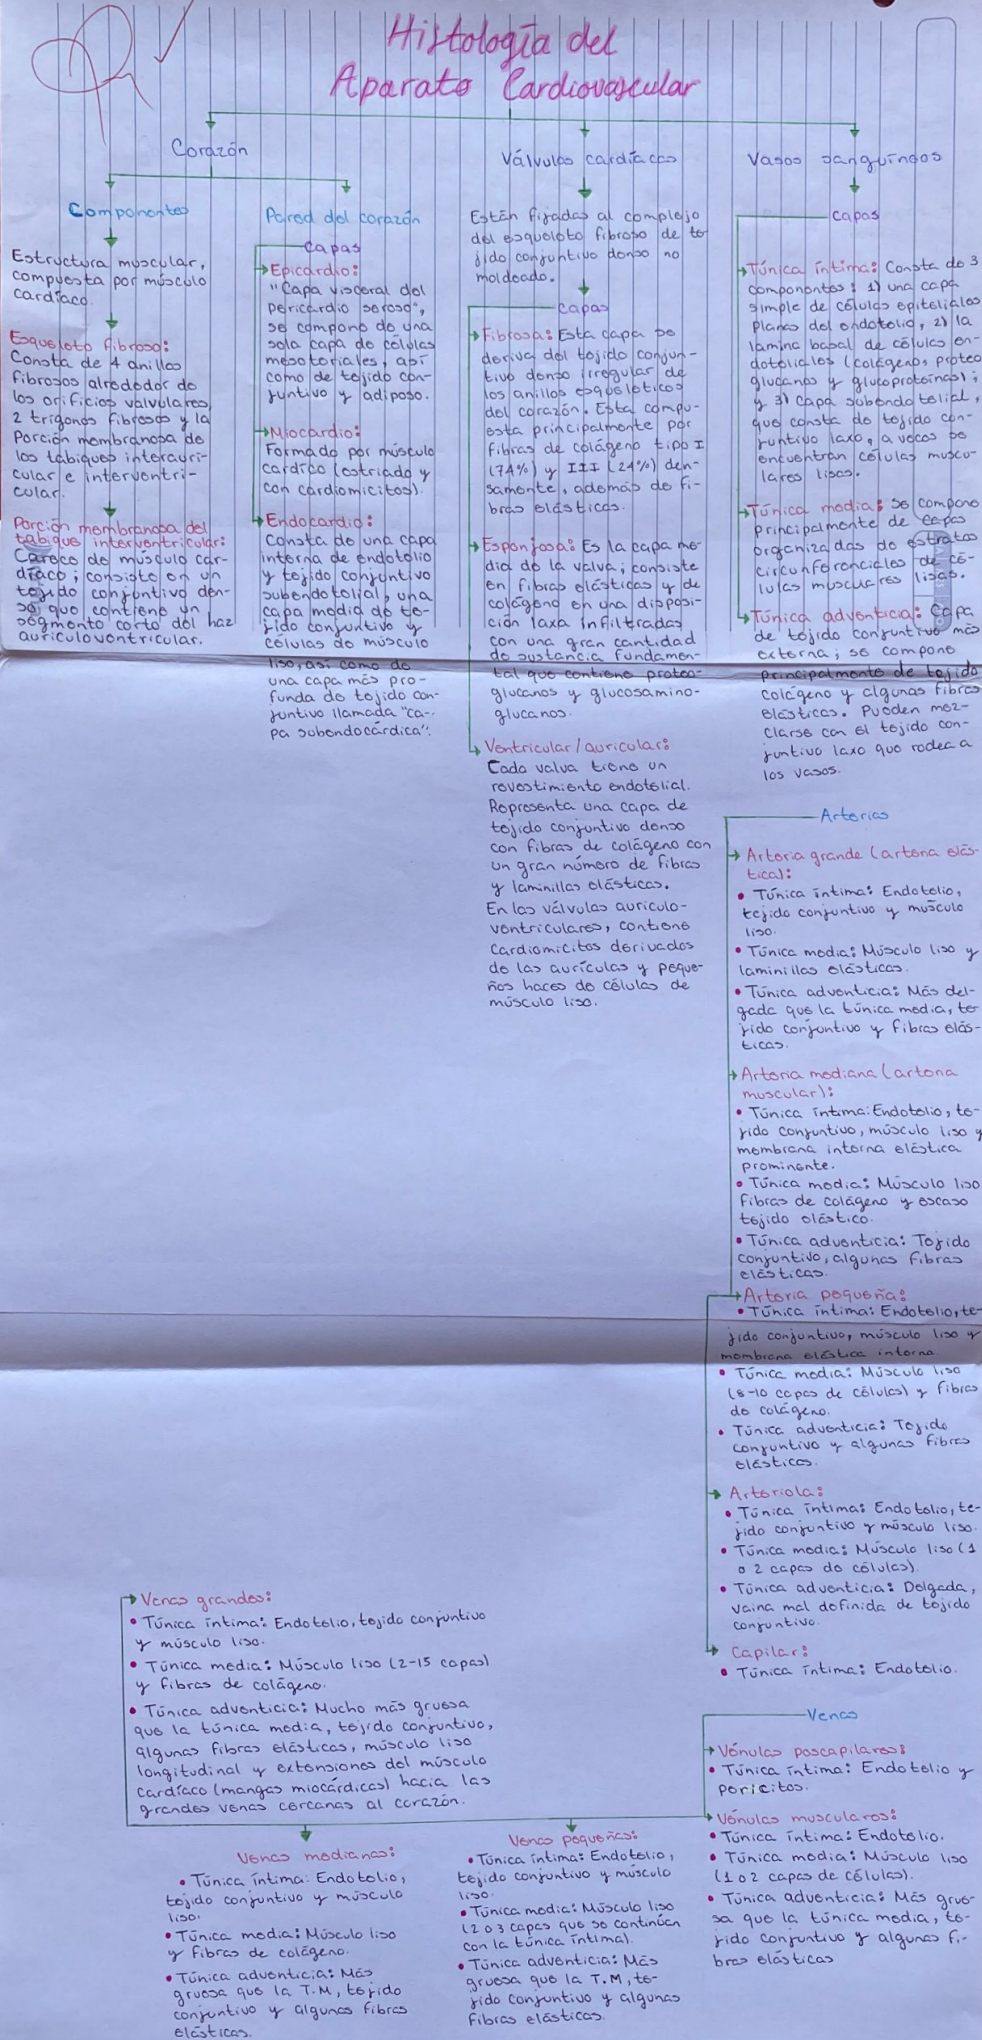 Histología del
Aparato Cardiovascular
Corazón
Componentes
Estructura múscular,
compuesta por músculo
cardíaco.
Esqueleto fibroso:
Consta de 4 anillos
fibrosos alrededor de
los orificios valvulares,
2 trígonos fibrosos y la
Porción membranosa de
los tabiques interauri-
cular e interventri-
cular.
Porción membranosa del
tabique interventricular:
Carece de músculo car-
díaco; consiste en un
tejido conjuntivo den-
so que contiene un
segmento corto del haz
auriculoventricular.
Pared del corazón
Capas
Epicardio:
"Capa visceral del
pericardio seroso",
se compone de una
sola capa de células
mesoteriales, así
como de tejido con-
juntivo y adiposo.
Miocardio:
Formado por músculo
cardíco (estriado y
con cardiomicitos).
Endocardio:
Consta de una capa
interna de endotelio
y tejido conjuntivo
subendotelial, una
capa media de te-
jido conjuntivo y
células de músculo
liso, así como de
una capa más pro-
funda de tejido con-
juntivo llamada "ca-
pa subendocárdica".
Válvulas cardíacas
Están fijadas al complejo
del esqueleto fibroso de te
jido conjuntivo denso no
moldeado.
Capas
Fibrosa: Esta capa se
deriva del tejido conjun-
tivo denso irregular de
los anillos esqueléticos
del corazón. Esta compu-
esta principalmente por
fibras de colágeno tipo I
(74%) y III (24%) den-
samente, además de fi-
bras elásticas.
Esponjosa: Es la capa me-
dia de la valva; consiste
en fibras elásticas y de
colágeno en una disposi-
ción laxa infiltradas
con una gran cantidad
de sustancia fundamen-
tal que contiene proteo-
glucanos y glucosamino-
glucanos.
Ventricular/auricular:
Cada valva tiene un
revestimiento endotelial.
Representa una capa de
tejido conjuntivo denso
con fibras de colágeno con
un gran número de fibras
y laminillas elásticas.
En las válvulas auriculo-
ventriculares, contiene
cardiomicitos derivados
de las aurículas y peque-
ños haces de células de
músculo liso.
Vasos sanguíneos
Capas
Túnica íntima: Consta de 3
componentes: 1) una capa
simple de células epiteliales
planas del endotelio, 2) la
lamina basal de células en-
doteliales (colágeno, proteo
glucanos y glucoproteínas);
y 3) capa subendotelial,
que consta de tejido con-
juntivo laxo, a veces se
encuentran células muscu-
lares lisas.
Túnica media: Se compone
principalmente de capas
organizadas de estratos
circunferenciales de cé-
lulas muscuares lisas.
Túnica adventicia: Capa
de tejido conjuntivo más
externa; se compone
principalmente de tejido
colágeno y algunas fibras
elásticas. Pueden mez-
clarse con el tejido con-
juntivo laxo que rodea a
los vasos.
Arterias
Arteria grande (arteria elás-
tica):
• Túnica íntima: Endotelio,
tejido conjuntivo y músculo
liso.
• Túnica media: Músculo liso y
laminillas elásticas.
• Túnica adventicia: Más del-
gada que la túnica media, te-
jido conjuntivo y fibras elás-
ticas.
Arteria mediana (arteria
muscular):
• Túnica íntima: Endotelio, te-
jido conjuntivo, músculo liso y
membrana interna elástica
prominente.
• Túnica media: Músculo liso
fibras de colágeno y escaso
tejido elástico.
• Túnica adventicia: Tejido
conjuntivo, algunas fibras
elásticas.
Arteria pequeña:
• Túnica íntima: Endotelio, te-
jido conjuntivo, músculo liso y
membrana elástica interna.
• Túnica media: Músculo liso
(8-10 capas de células) y fibras
de colágeno.
• Túnica adventicia: Tejido
conjuntivo y algunas fibras
elásticas.
Arteriola:
• Túnica íntima: Endotelio, te-
jido conjuntivo y músculo liso.
• Túnica media: Músculo liso (1
o 2 capas de células).
• Túnica adventicia: Delgada,
vaina mal definida de tejido
conjuntivo.
Capilar:
• Túnica íntima: Endotelio.
Venas
Vénulas poscapilares:
• Túnica íntima: Endotelio y
pericitos.
Vénulas musculares:
• Túnica íntima: Endotelio.
• Túnica media: Músculo liso
(1 o 2 capas de células).
• Túnica adventicia: Más grue-
sa que la túnica media, te-
jido conjuntivo y algunas fi-
bras elásticas
Venas pequeñas:
• Túnica íntima: Endotelio,
tejido conjuntivo y músculo
liso.
• Túnica media: Músculo liso
(2 o 3 capas que se continúan
con la túnica íntima).
• Túnica adventicia: Más
gruesa que la T.M, te-
jido conjuntivo y algunas
fibras elásticas.
Venas medianas:
• Túnica íntima: Endotelio,
tejido conjuntivo y músculo
liso.
• Túnica media: Músculo liso
y fibras de colágeno.
• Túnica adventicia: Más
gruesa que la T.M, tejido
conjuntivo y algunas fibras
elásticas.
Venas grandes:
• Túnica íntima: Endotelio, tejido conjuntivo
y músculo liso.
• Túnica media: Músculo liso (2-15 capas)
y fibras de colágeno.
• Túnica adventicia: Mucho más gruesa
que la túnica media, tejido conjuntivo,
algunas fibras elásticas, músculo liso
longitudinal y extensiones del músculo
cardíaco (mangas miocárdicas) hacia las
grandes venas cercanas al corazón.